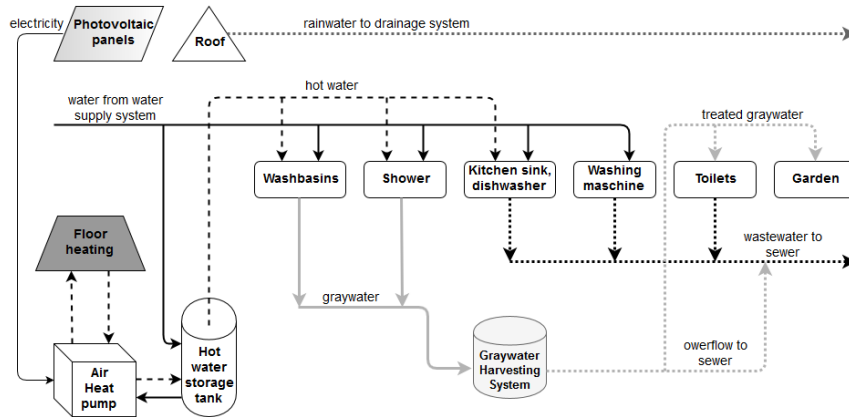 electricity
Photovoltaic
panels
Roof
rainwater to drainage system
hot water
water from water
supply system
treated graywater
Washbasins
Shower
Kitchen sink,
dishwasher
Washing
maschine
Toilets
Garden
Floor
heating
wastewater to
sewer
graywater
Hot
water
storage
tank
Graywater
Harvesting
System
owerflow to
sewer
Air
Heat
pump